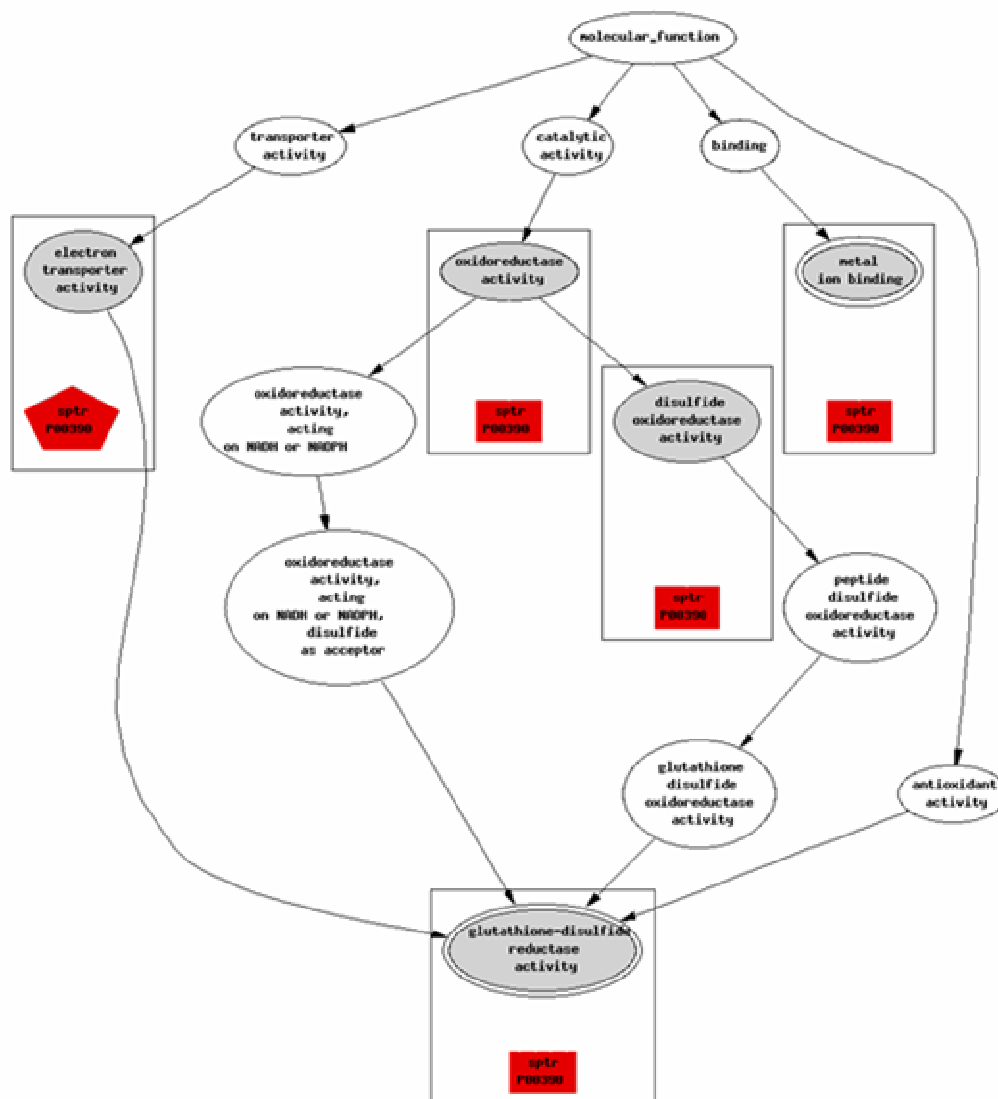 molecular_function
transporter
activity
catalytic
activity
binding
electron
transporter
activity
oxidoreductase
activity
metal
ion binding
sptr
P00390
oxidoreductase
activity,
acting
on NADH or NADPH
sptr
P00390
disulfide
oxidoreductase
activity
sptr
P00390
oxidoreductase
activity,
acting
on NADH or NADPH,
disulfide
as acceptor
sptr
P00390
peptide
disulfide
oxidoreductase
activity
glutathione
disulfide
oxidoreductase
activity
antioxidant
activity
glutathione-disulfide
reductase
activity
sptr
P00390